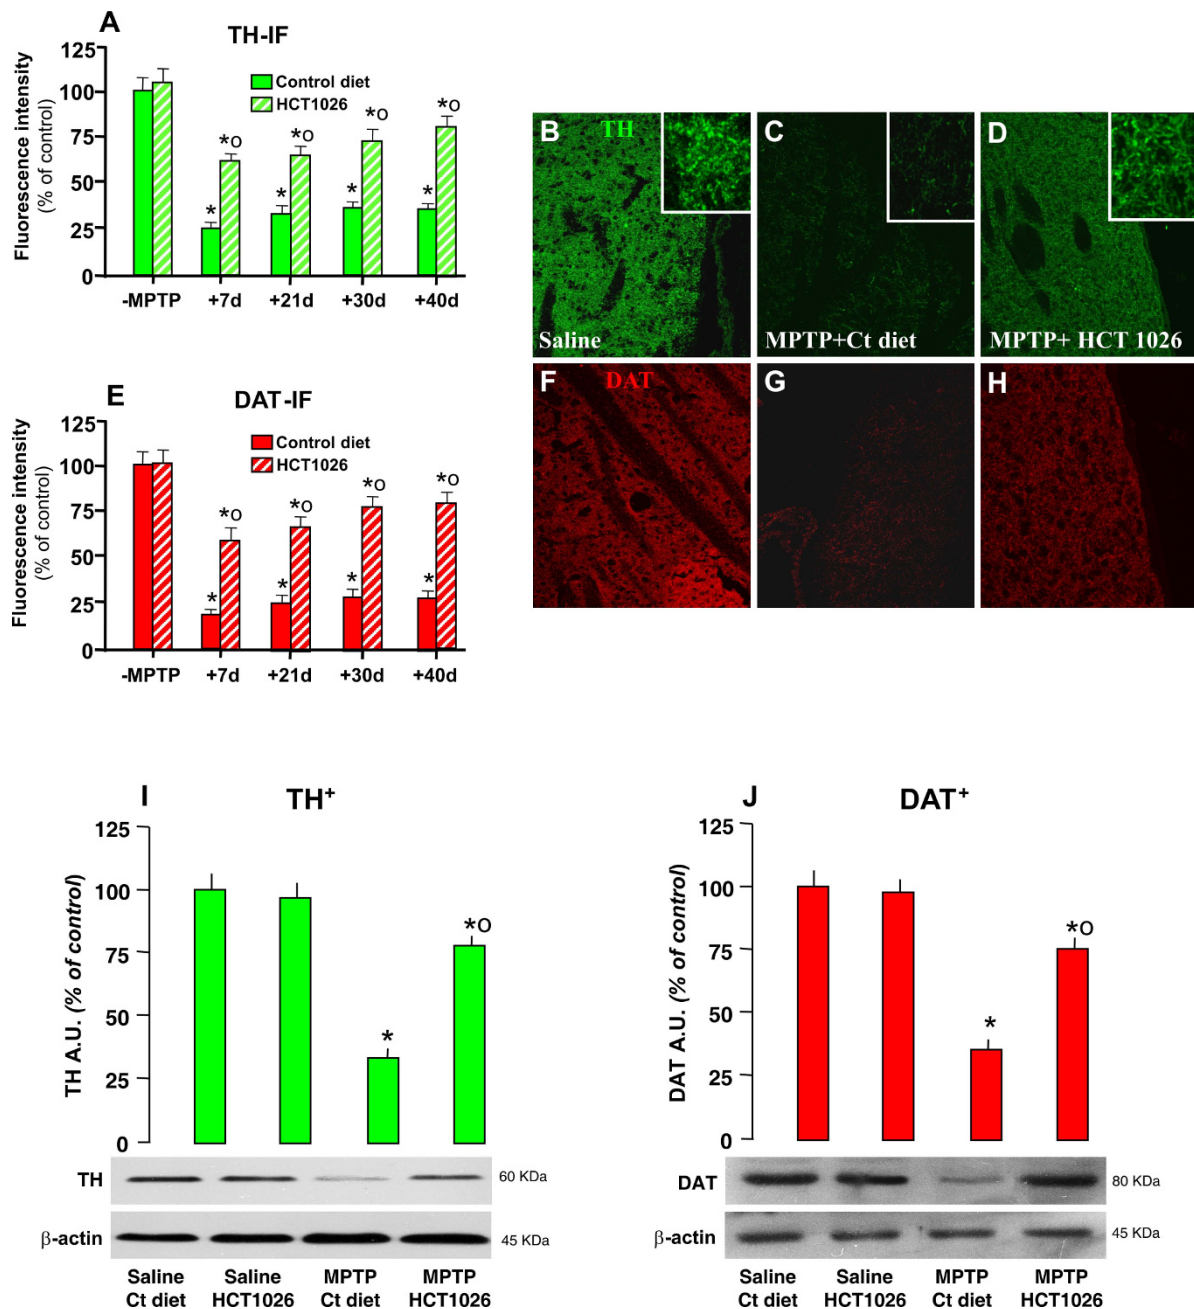 A
TH-IF
Fluorescence intensity
(% of control)
125
100
75
50
25
0
Control diet
HCT1026
*
*o
*
*o
*
*o
*
*o
-MPTP +7d +21d +30d +40d
B TH
Saline
C
MPTP+Ct diet
D
MPTP+ HCT 1026
E
DAT-IF
Fluorescence intensity
(% of control)
125
100
75
50
25
0
Control diet
HCT1026
*
*o
*
*o
*
*o
*
*o
-MPTP +7d +21d +30d +40d
F DAT
G
H
I
TH+
TH A.U. (% of control)
125
100
75
50
25
0
*
*o
TH
60 KDa
β-actin
45 KDa
Saline Saline MPTP MPTP
Ct diet HCT1026 Ct diet HCT1026
J
DAT+
DAT A.U. (% of control)
125
100
75
50
25
0
*
*o
DAT
80 KDa
β-actin
45 KDa
Saline Saline MPTP MPTP
Ct diet HCT1026 Ct diet HCT1026